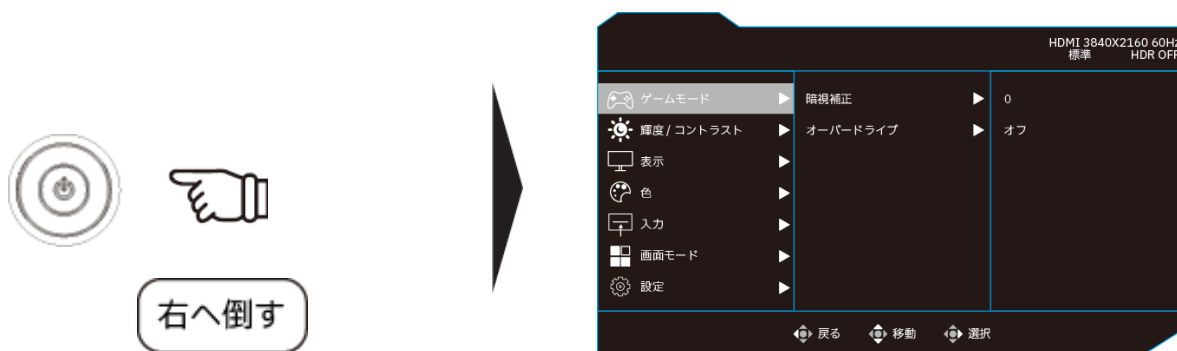 右へ倒す
HDMI 3840X2160 60Hz
標準 HDR OFF
ゲームモード 暗視補正 0
輝度/コントラスト オーバードライブ オフ
表示
色
入力
画面モード
設定
戻る 移動 選択